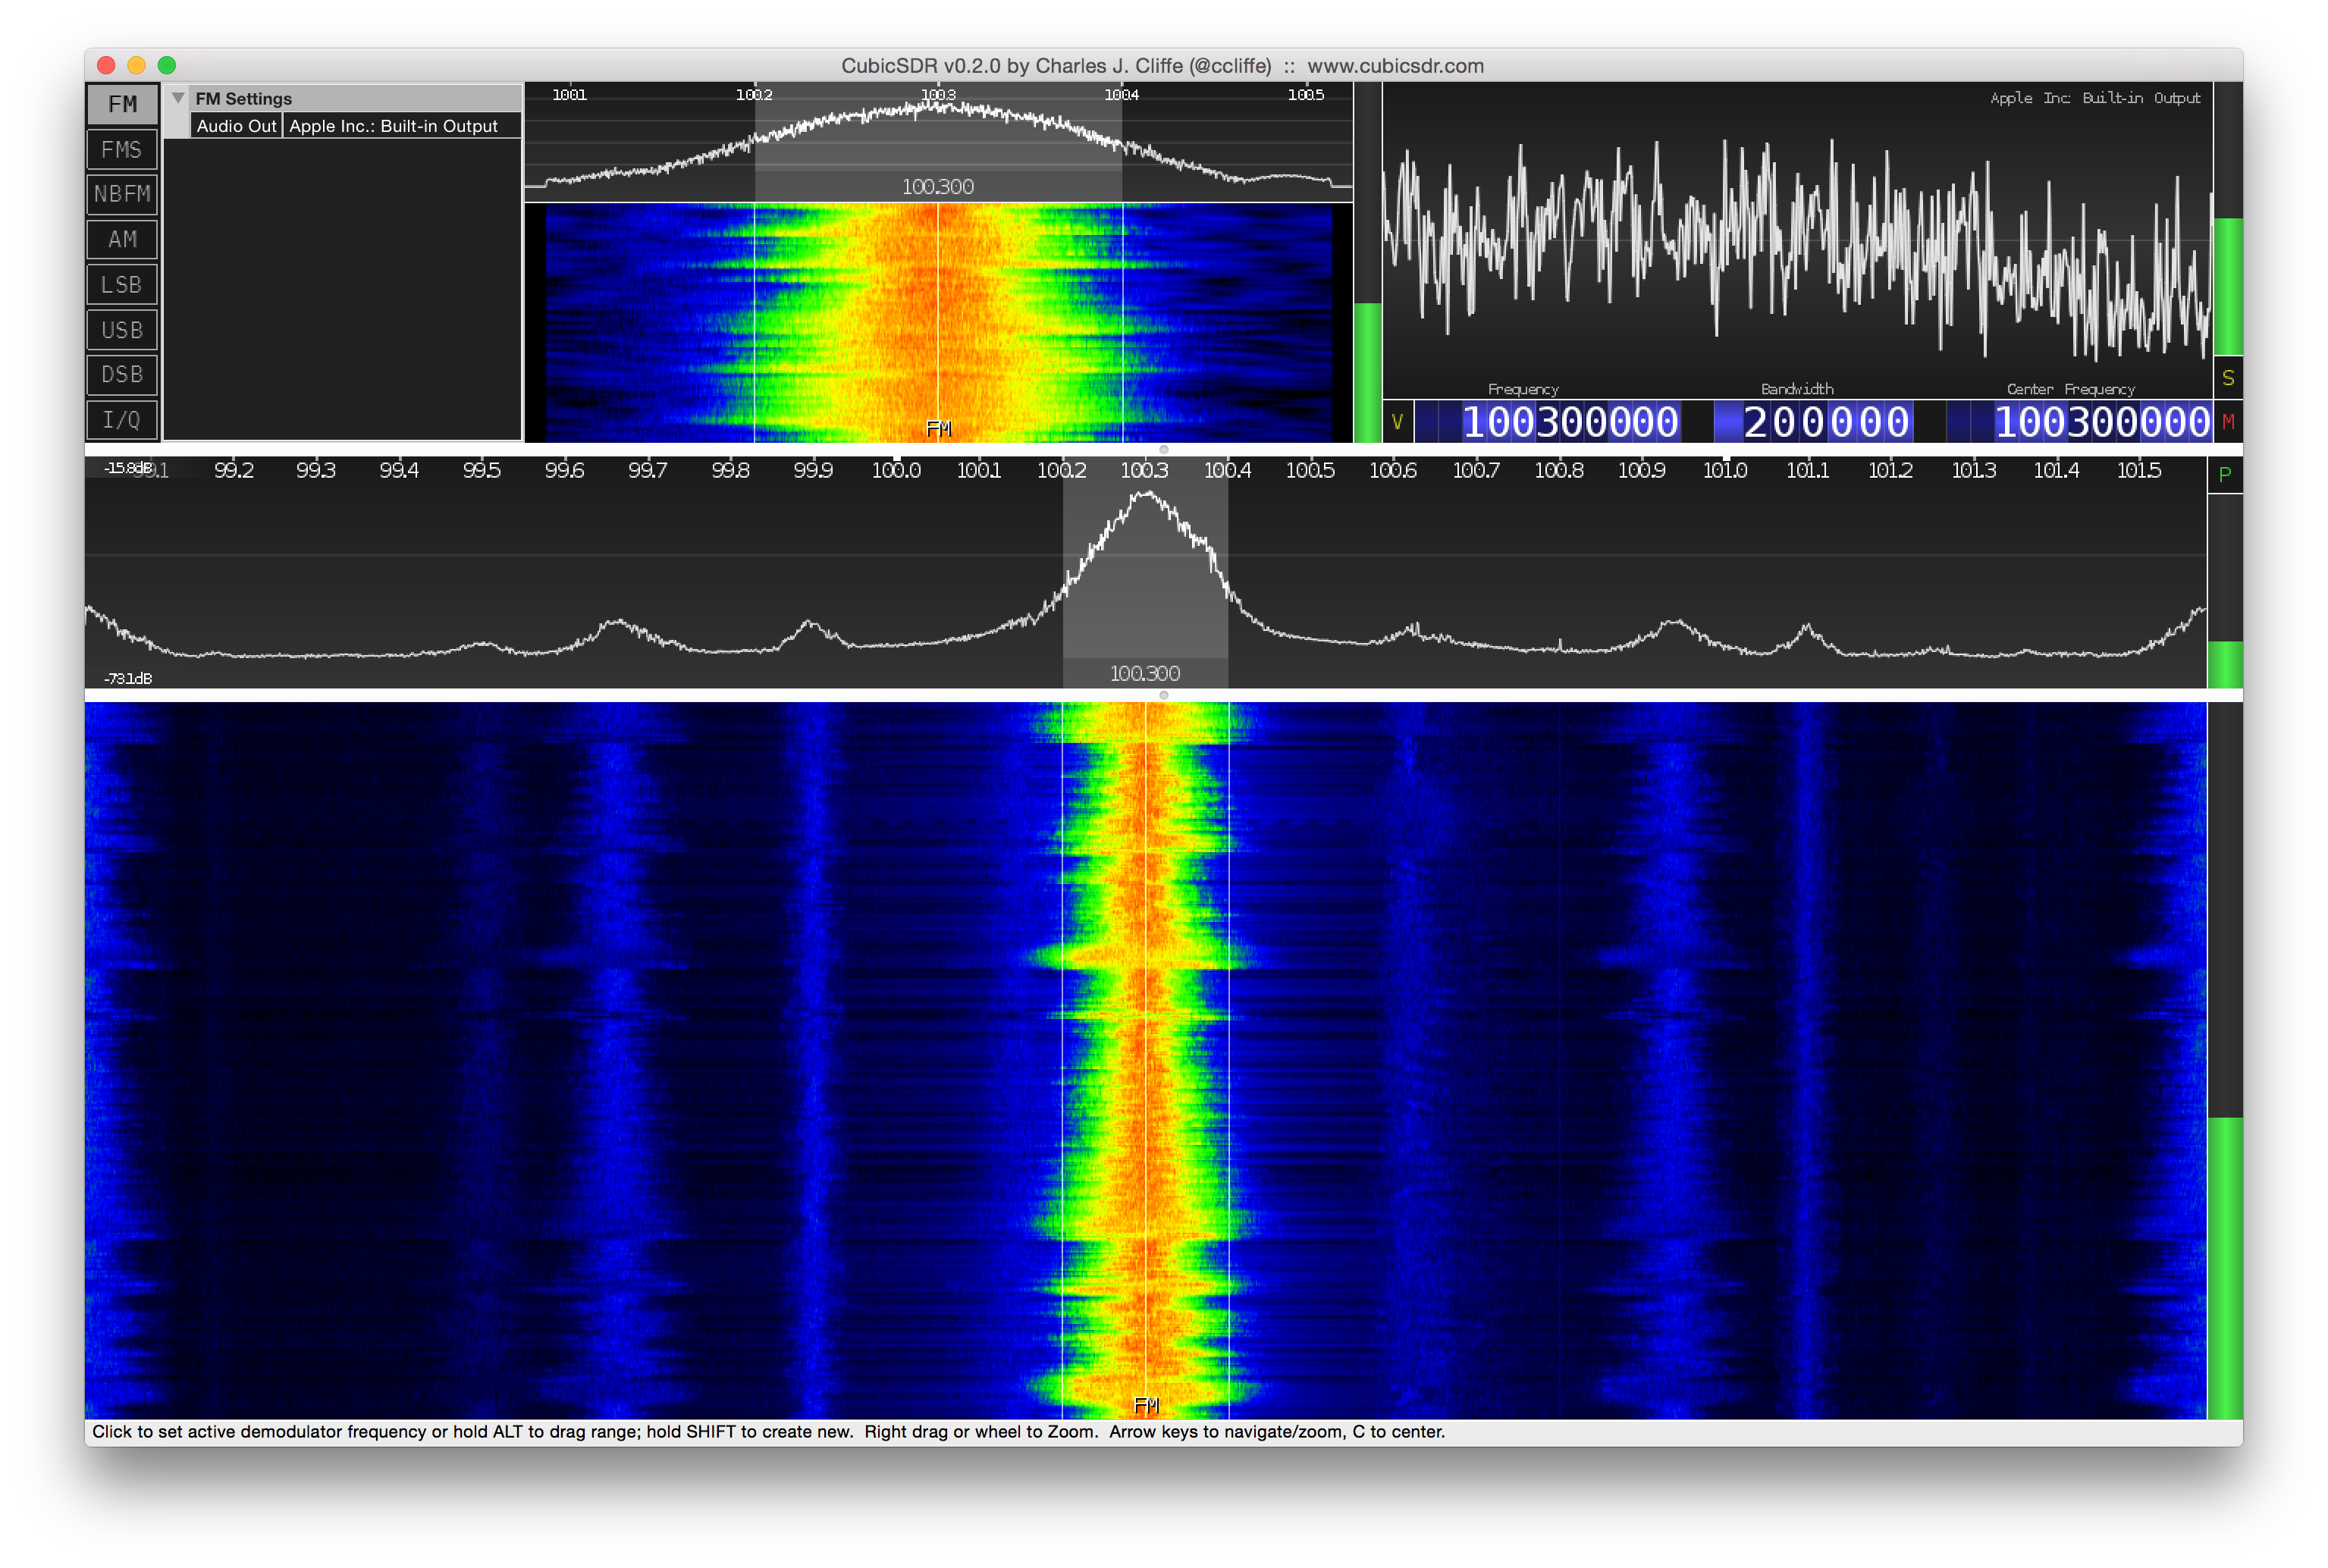 CubicSDR v0.2.0 by Charles J. Cliffe (@ccliffe) :: www.cubicsdr.com
FM
FMS
NBFM
AM
LSB
USB
DSB
I/Q
FM Settings
Audio Out Apple Inc.: Built-in Output
100.1 100.2 100.3 100.4 100.5
100.300
FM
Apple Inc: Built-in Output
Frequency Bandwidth Center Frequency
V 100300000 200000 100300000
S
M
-15.8dB 99.1 99.2 99.3 99.4 99.5 99.6 99.7 99.8 99.9 100.0 100.1 100.2 100.3 100.4 100.5 100.6 100.7 100.8 100.9 101.0 101.1 101.2 101.3 101.4 101.5
P
100.300
-73.1dB
FM
Click to set active demodulator frequency or hold ALT to drag range; hold SHIFT to create new. Right drag or wheel to Zoom. Arrow keys to navigate/zoom, C to center.